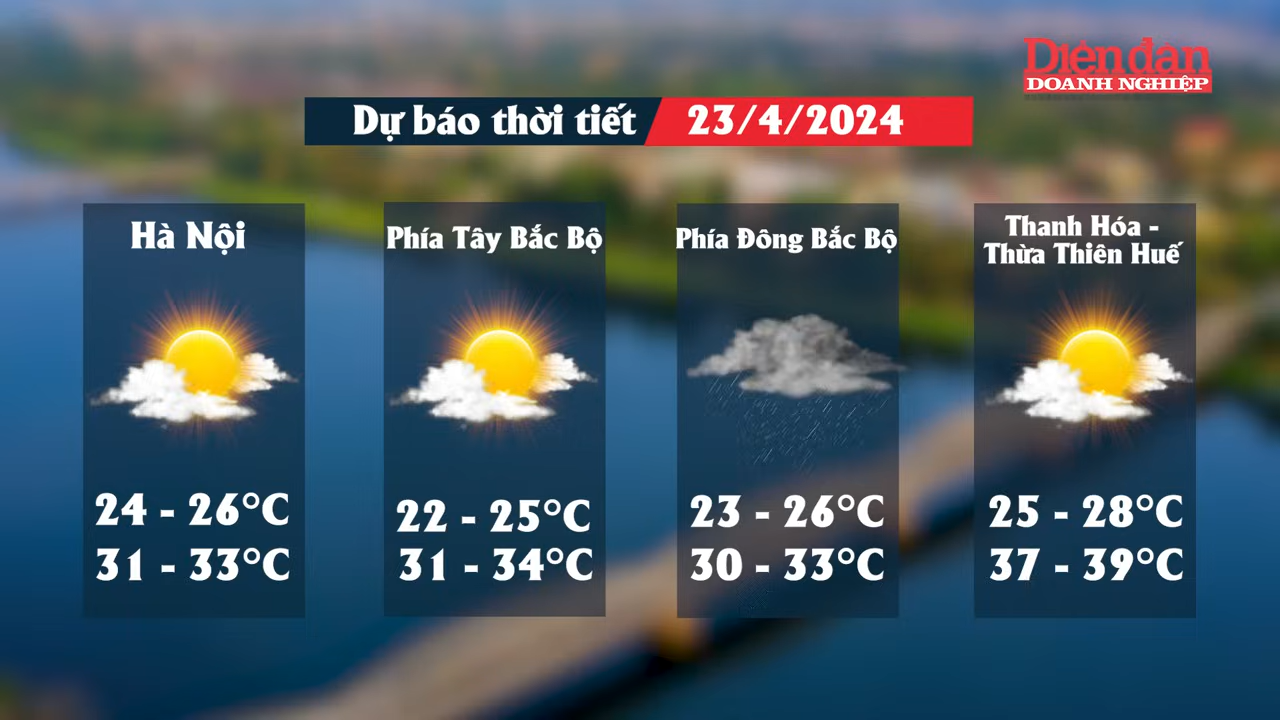 Diễn đàn
DOANH NGHIỆP
Dự báo thời tiết 23/4/2024
Hà Nội
24 - 26°C
31 - 33°C
Phía Tây Bắc Bộ
22 - 25°C
31 - 34°C
Phía Đông Bắc Bộ
23 - 26°C
30 - 33°C
Thanh Hóa -
Thừa Thiên Huế
25 - 28°C
37 - 39°C